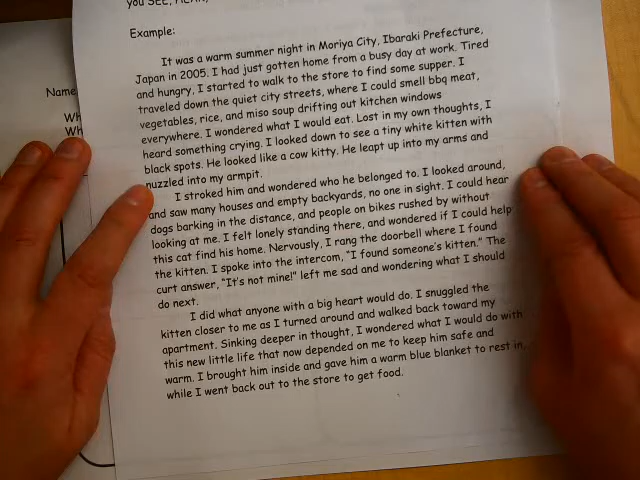 you SEE, HEAR,
Example:
It was a warm summer night in Moriya City, Ibaraki Prefecture,
Japan in 2005. I had just gotten home from a busy day at work. Tired
and hungry, I started to walk to the store to find some supper. I
traveled down the quiet city streets, where I could smell bbq meat,
vegetables, rice, and miso soup drifting out kitchen windows
everywhere. I wondered what I would eat. Lost in my own thoughts, I
heard something crying. I looked down to see a tiny white kitten with
black spots. He looked like a cow kitty. He leapt up into my arms and
nuzzled into my armpit.
I stroked him and wondered who he belonged to. I looked around,
and saw many houses and empty backyards, no one in sight. I could hear
dogs barking in the distance, and people on bikes rushed by without
looking at me. I felt lonely standing there, and wondered if I could help
this cat find his home. Nervously, I rang the doorbell where I found
the kitten. I spoke into the intercom, “I found someone's kitten.” The
curt answer, “It's not mine!” left me sad and wondering what I should
do next.
I did what anyone with a big heart would do. I snuggled the
kitten closer to me as I turned around and walked back toward my
apartment. Sinking deeper in thought, I wondered what I would do with
this new little life that now depended on me to keep him safe and
warm. I brought him inside and gave him a warm blue blanket to rest in,
while I went back out to the store to get food.
Name
Wh
Wh